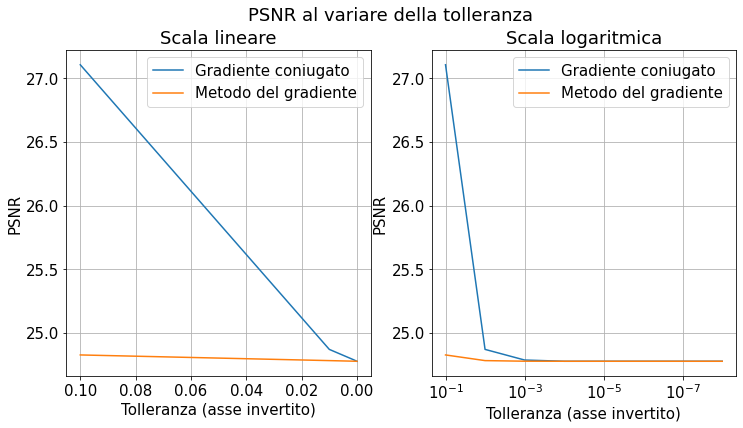 PSNR al variare della tolleranza
Scala lineare
PSNR
27.0
26.5
26.0
25.5
25.0
Gradiente coniugato
Metodo del gradiente
0.10 0.08 0.06 0.04 0.02 0.00
Tolleranza (asse invertito)
Scala logaritmica
PSNR
27.0
26.5
26.0
25.5
25.0
Gradiente coniugato
Metodo del gradiente
10⁻¹ 10⁻³ 10⁻⁵ 10⁻⁷
Tolleranza (asse invertito)